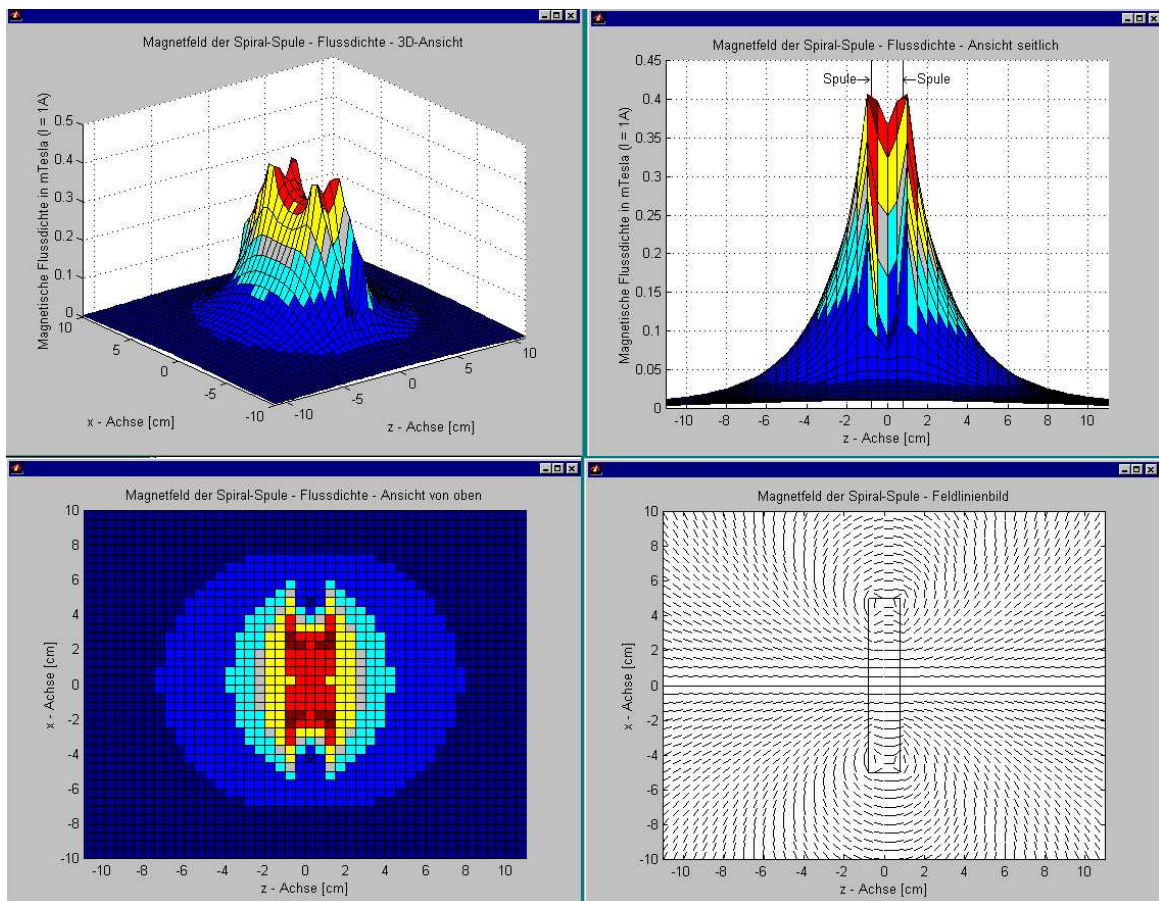 Magnetfeld der Spiral-Spule - Flussdichte - 3D-Ansicht
Magnetische Flussdichte in mTesla (I = 1A)
0.5
0.4
0.3
0.2
0.1
0
10
5
0
-5
-10
x - Achse [cm]
-10
-5
0
5
10
z - Achse [cm]
Magnetfeld der Spiral-Spule - Flussdichte - Ansicht seitlich
Spule
Spule
Magnetische Flussdichte in mTesla (I = 1A)
0.45
0.4
0.35
0.3
0.25
0.2
0.15
0.1
0.05
0
-10 -8 -6 -4 -2 0 2 4 6 8 10
z - Achse [cm]
Magnetfeld der Spiral-Spule - Flussdichte - Ansicht von oben
x - Achse [cm]
10
8
6
4
2
0
-2
-4
-6
-8
-10
-10 -8 -6 -4 -2 0 2 4 6 8 10
z - Achse [cm]
Magnetfeld der Spiral-Spule - Feldlinienbild
x - Achse [cm]
10
8
6
4
2
0
-2
-4
-6
-8
-10
-10 -8 -6 -4 -2 0 2 4 6 8 10
z - Achse [cm]